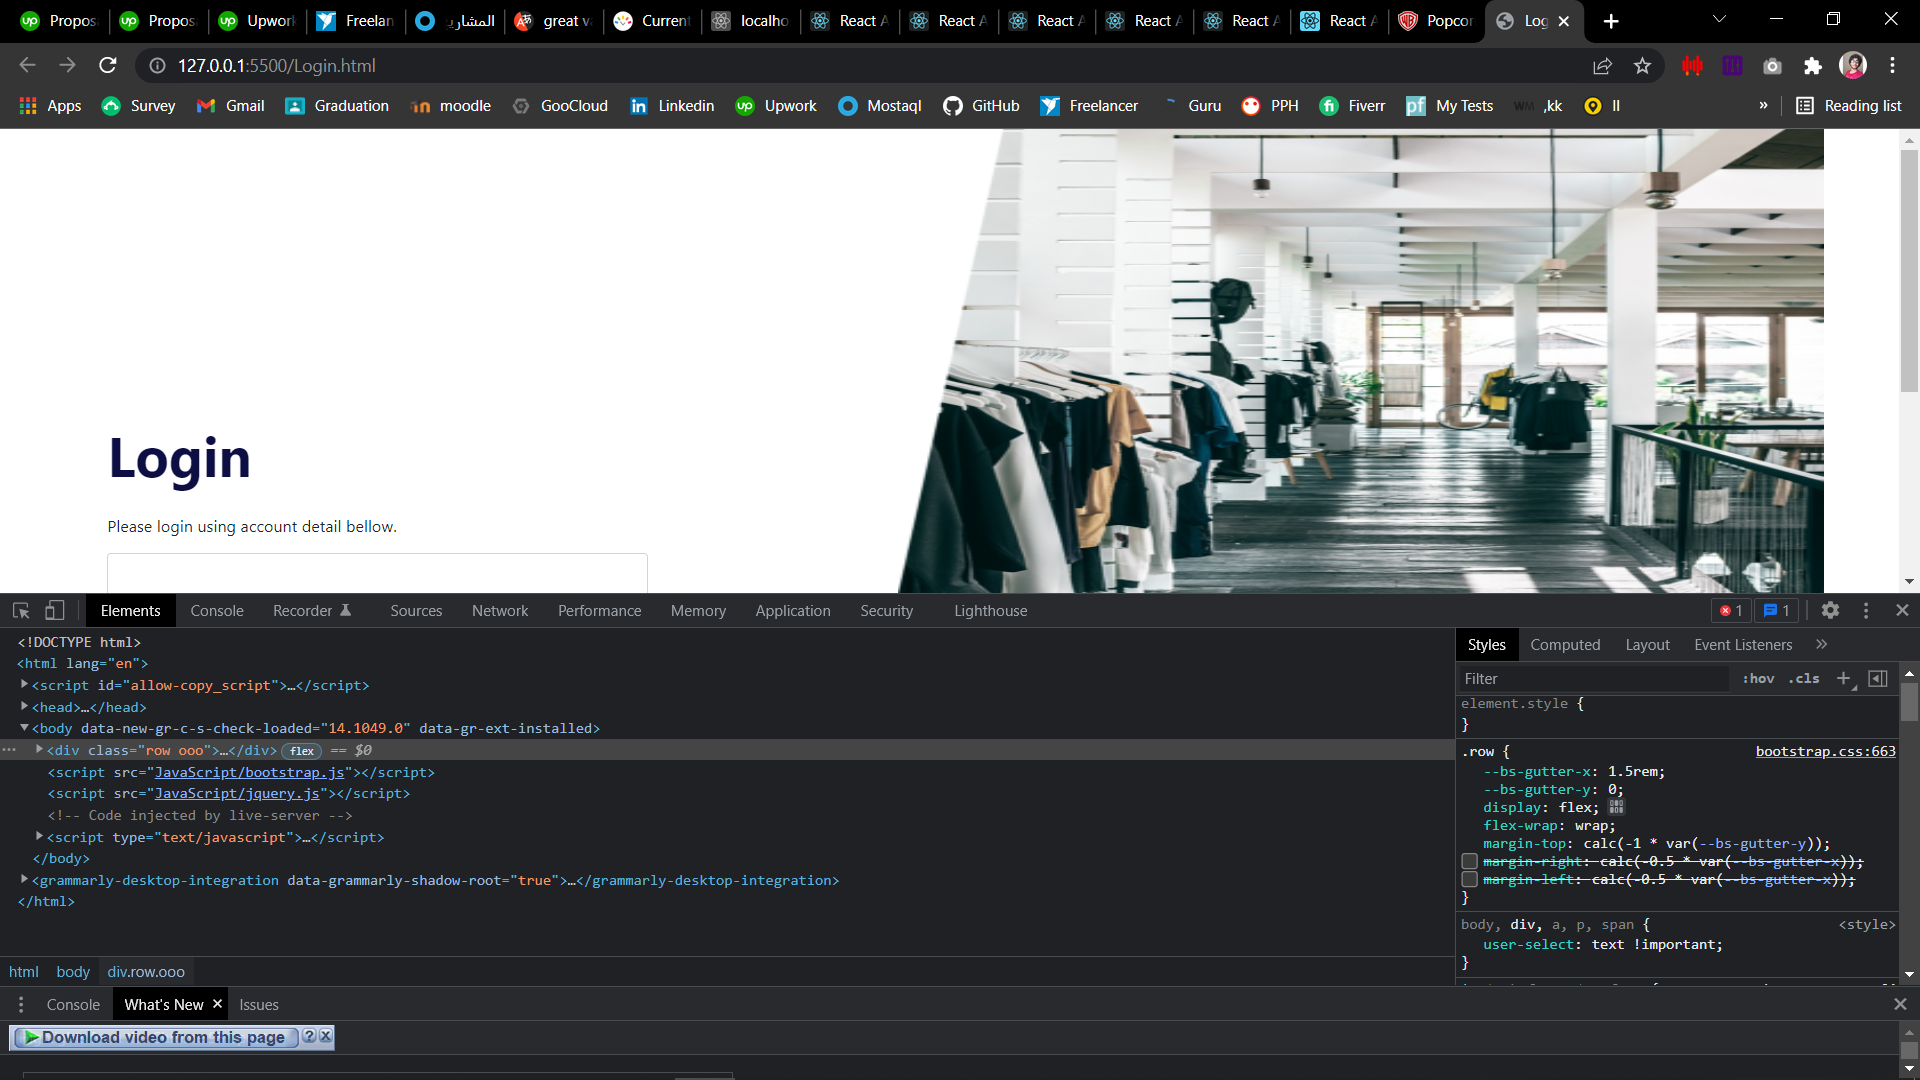 Propos
Propos
Upwork
Freelan
المشاري
great v
Current
localho
React A
React A
React A
React A
React A
React A
Popcor
Log
127.0.0.1:5500/Login.html
Apps
Survey
Gmail
Graduation
moodle
GooCloud
Linkedin
Upwork
Mostaql
GitHub
Freelancer
Guru
PPH
Fiverr
My Tests
,kk
ll
»
Reading list
Login
Please login using account detail bellow.
Elements
Console
Recorder
Sources
Network
Performance
Memory
Application
Security
Lighthouse
1
1
<!DOCTYPE html>
<html lang="en">
<script id="allow-copy_script">…</script>
<head>…</head>
<body data-new-gr-c-s-check-loaded="14.1049.0" data-gr-ext-installed>
<div class="row ooo">…</div> flex == $0
<script src="JavaScript/bootstrap.js"></script>
<script src="JavaScript/jquery.js"></script>
<!-- Code injected by live-server -->
<script type="text/javascript">…</script>
</body>
<grammarly-desktop-integration data-grammarly-shadow-root="true">…</grammarly-desktop-integration>
</html>
html
body
div.row.ooo
Styles
Computed
Layout
Event Listeners
»
Filter
:hov
.cls
element.style {
}
.row {
bootstrap.css:663
--bs-gutter-x: 1.5rem;
--bs-gutter-y: 0;
display: flex;
flex-wrap: wrap;
margin-top: calc(-1 * var(--bs-gutter-y));
margin-right: calc(-0.5 * var(--bs-gutter-x));
margin-left: calc(-0.5 * var(--bs-gutter-x));
}
body, div, a, p, span {
<style>
user-select: text !important;
}
Console
What's New
Issues
Download video from this page